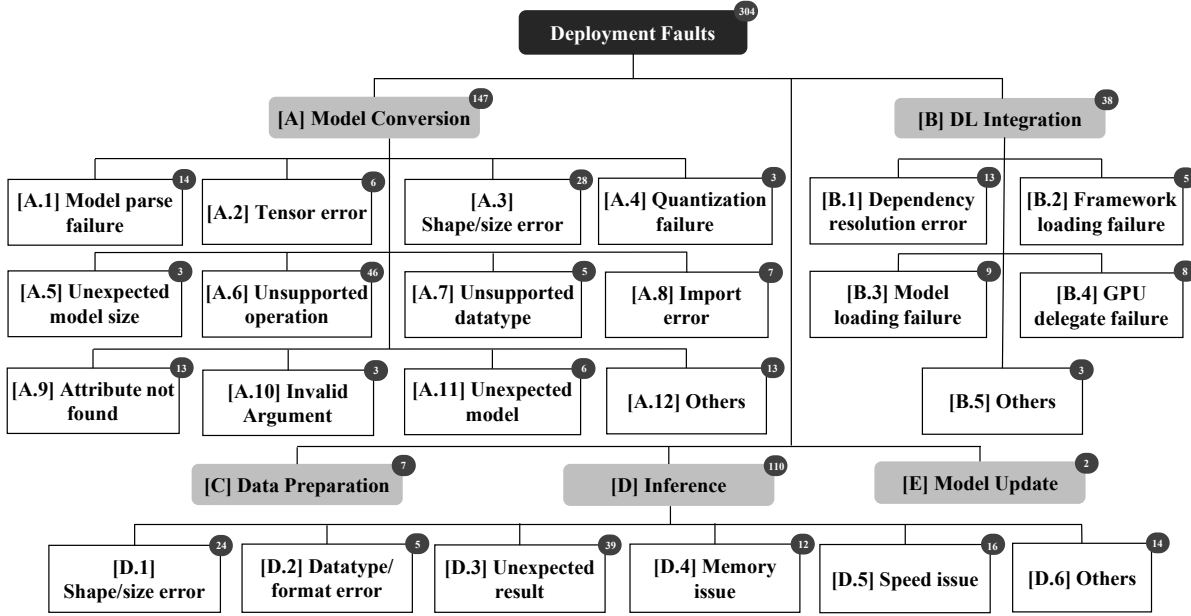 304
Deployment Faults
147
[A] Model Conversion
38
[B] DL Integration
14
[A.1] Model parse
failure
6
[A.2] Tensor error
28
[A.3]
Shape/size error
3
[A.4] Quantization
failure
13
[B.1] Dependency
resolution error
5
[B.2] Framework
loading failure
3
[A.5] Unexpected
model size
46
[A.6] Unsupported
operation
5
[A.7] Unsupported
datatype
7
[A.8] Import
error
9
[B.3] Model
loading failure
8
[B.4] GPU
delegate failure
13
[A.9] Attribute not
found
3
[A.10] Invalid
Argument
6
[A.11] Unexpected
model
13
[A.12] Others
3
[B.5] Others
7
[C] Data Preparation
110
[D] Inference
2
[E] Model Update
24
[D.1]
Shape/size error
5
[D.2] Datatype/
format error
39
[D.3] Unexpected
result
12
[D.4] Memory
issue
16
[D.5] Speed issue
14
[D.6] Others